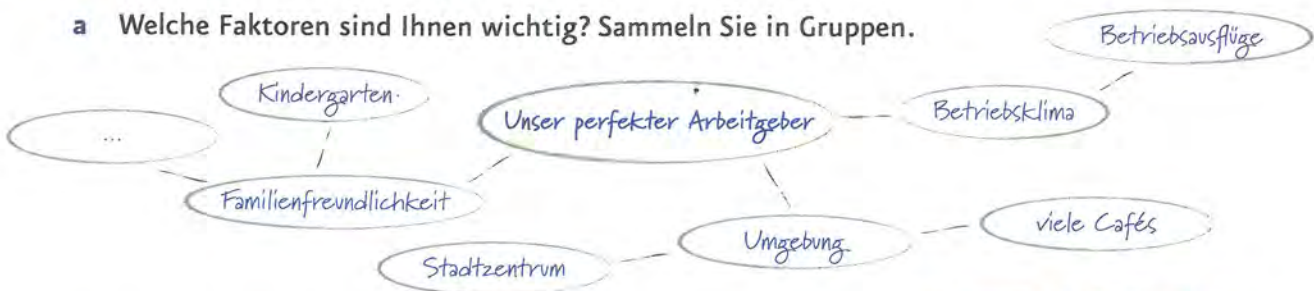 a Welche Faktoren sind Ihnen wichtig? Sammeln Sie in Gruppen.
Betriebsausflüge
Kindergarten
Unser perfekter Arbeitgeber
Betriebsklima
...
Familienfreundlichkeit
Umgebung
viele Cafés
Stadtzentrum